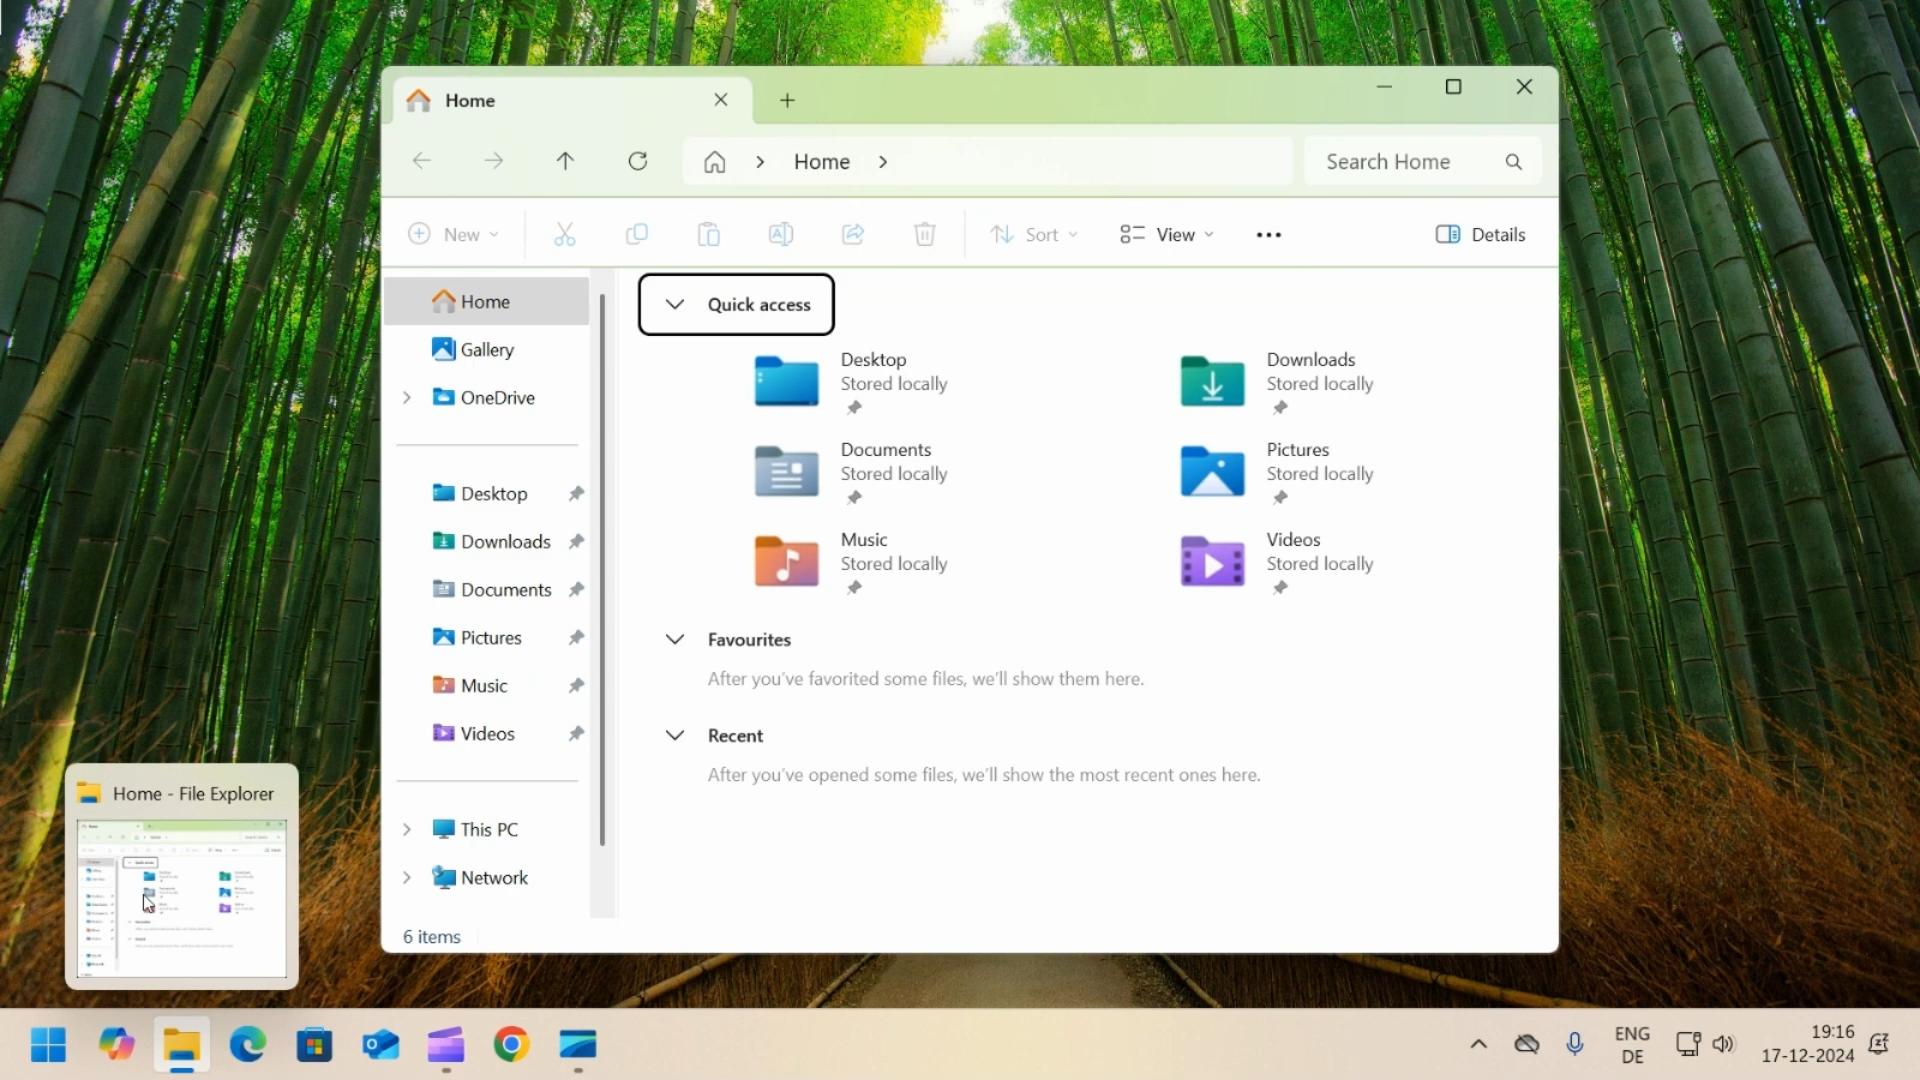 Home
Home
Search Home
New
Sort
View
Details
Home
Gallery
OneDrive
Desktop
Downloads
Documents
Pictures
Music
Videos
This PC
Network
Quick access
Desktop
Stored locally
Downloads
Stored locally
Documents
Stored locally
Pictures
Stored locally
Music
Stored locally
Videos
Stored locally
Favourites
After you've favorited some files, we'll show them here.
Recent
After you've opened some files, we'll show the most recent ones here.
6 items
Home - File Explorer
ENG
DE
19:16
17-12-2024